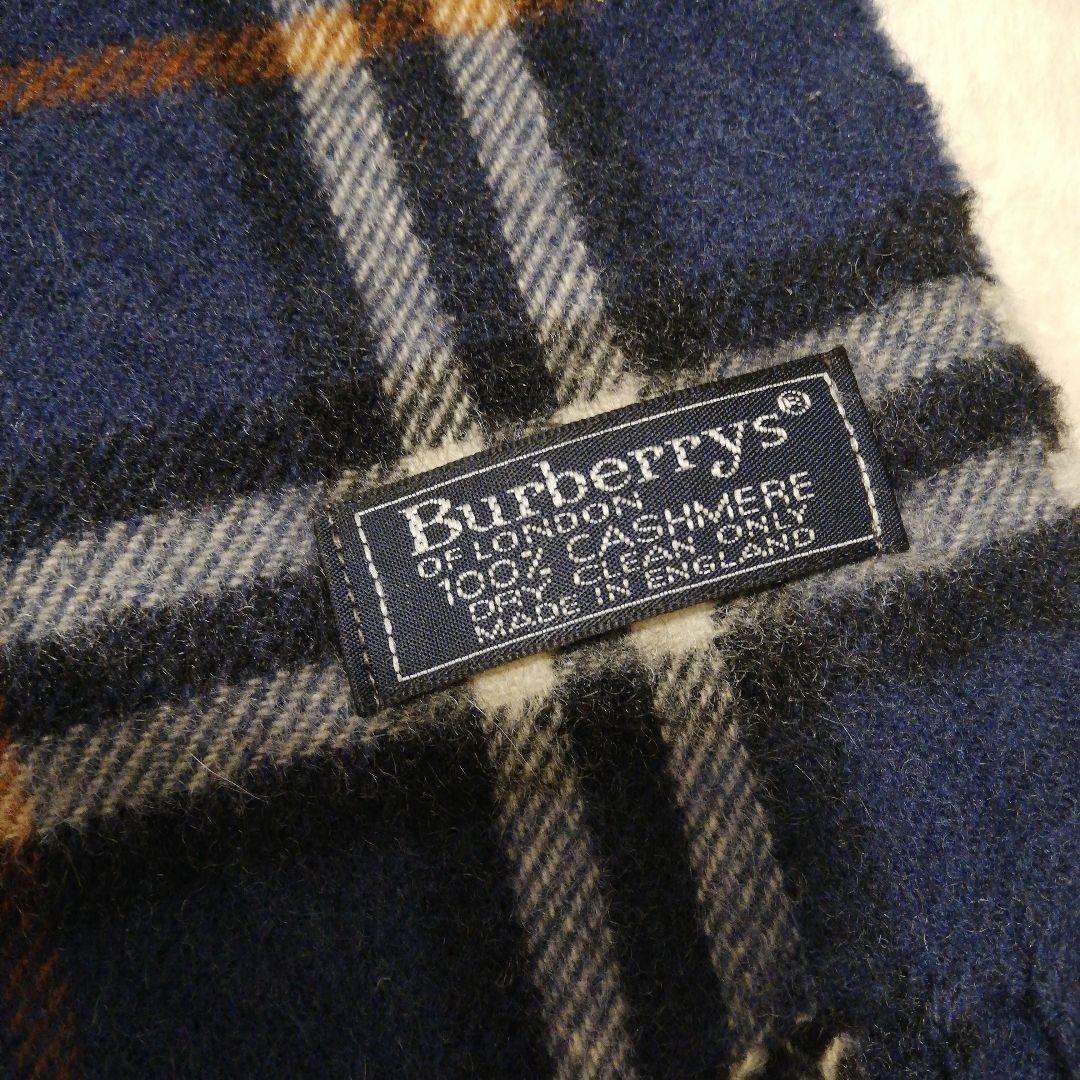 Burberrys®
OF LONDON
100% CASHMERE
DRY CLEAN ONLY
MADE IN ENGLAND